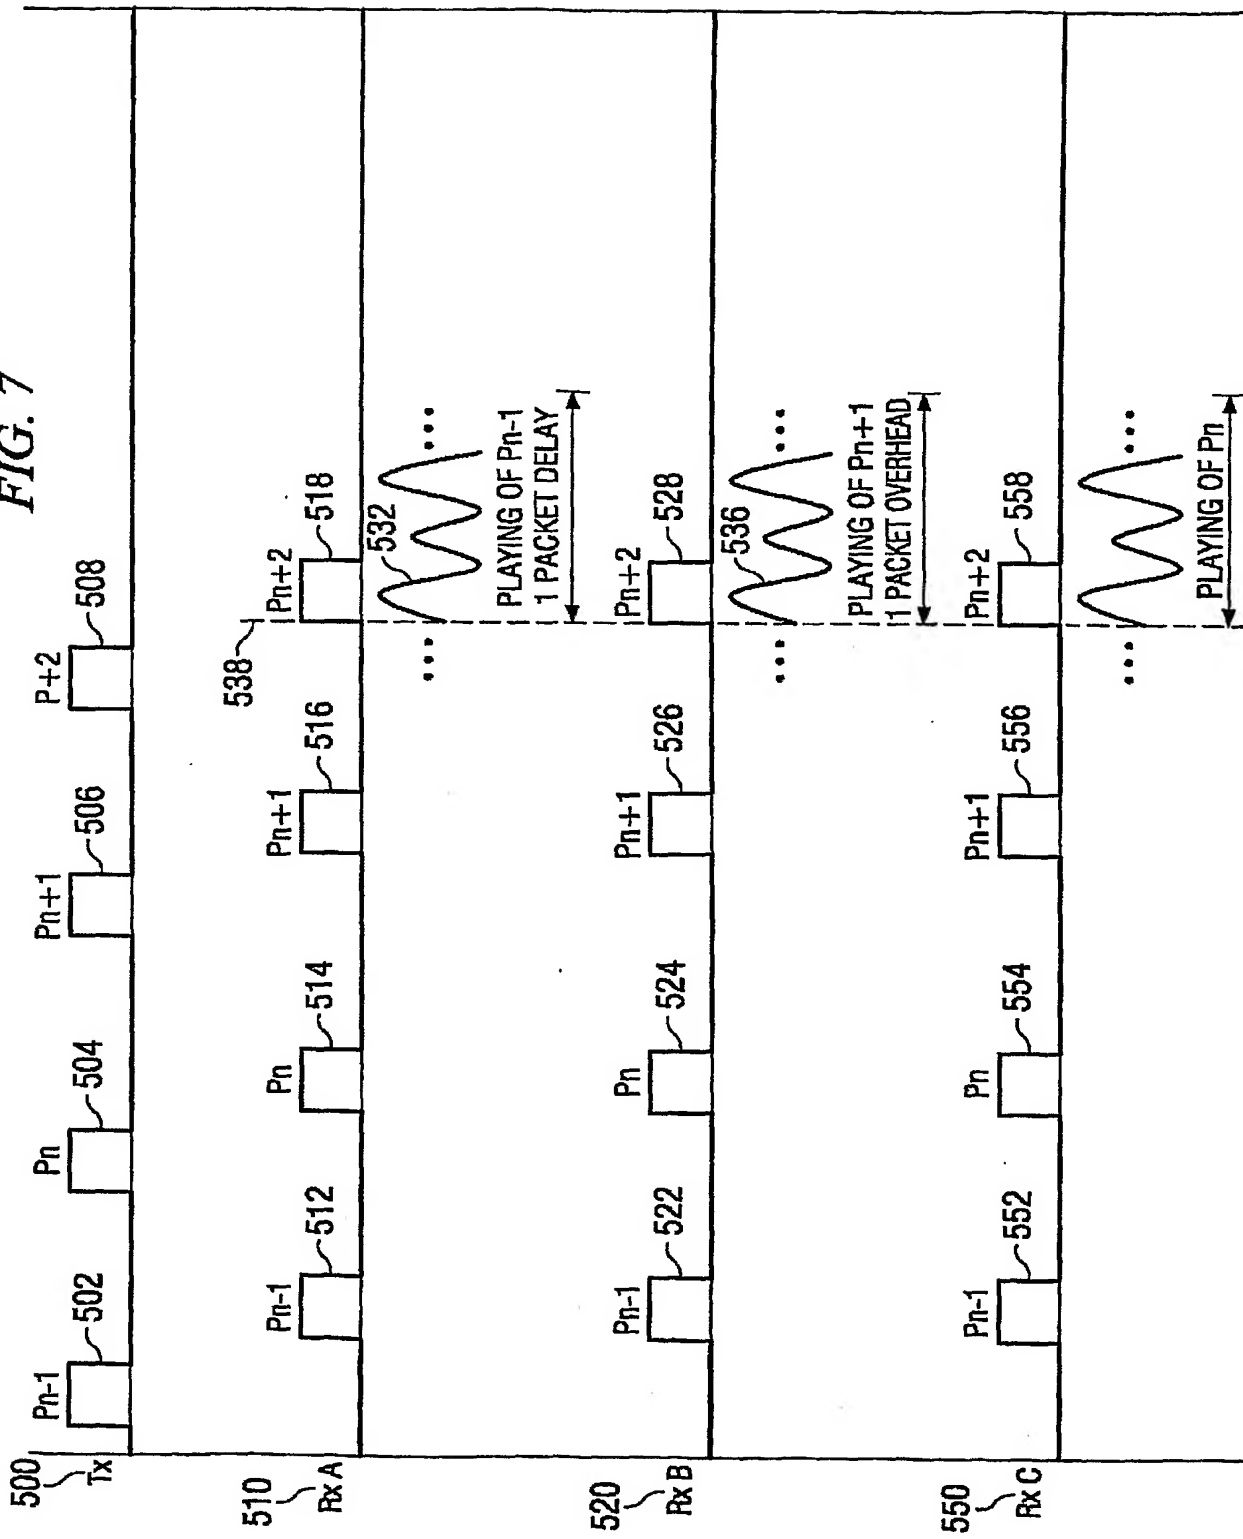 FIG. 7
500
Tx
Pn-1
502
Pn
504
Pn+1
506
P+2
508
510
Rx A
Pn-1
512
Pn
514
Pn+1
516
538
Pn+2
518
...
532
...
PLAYING OF Pn-1
1 PACKET DELAY
520
Rx B
Pn-1
522
Pn
524
Pn+1
526
Pn+2
528
...
536
...
PLAYING OF Pn+1
1 PACKET OVERHEAD
550
Rx C
Pn-1
552
Pn
554
Pn+1
556
Pn+2
558
...
...
PLAYING OF Pn